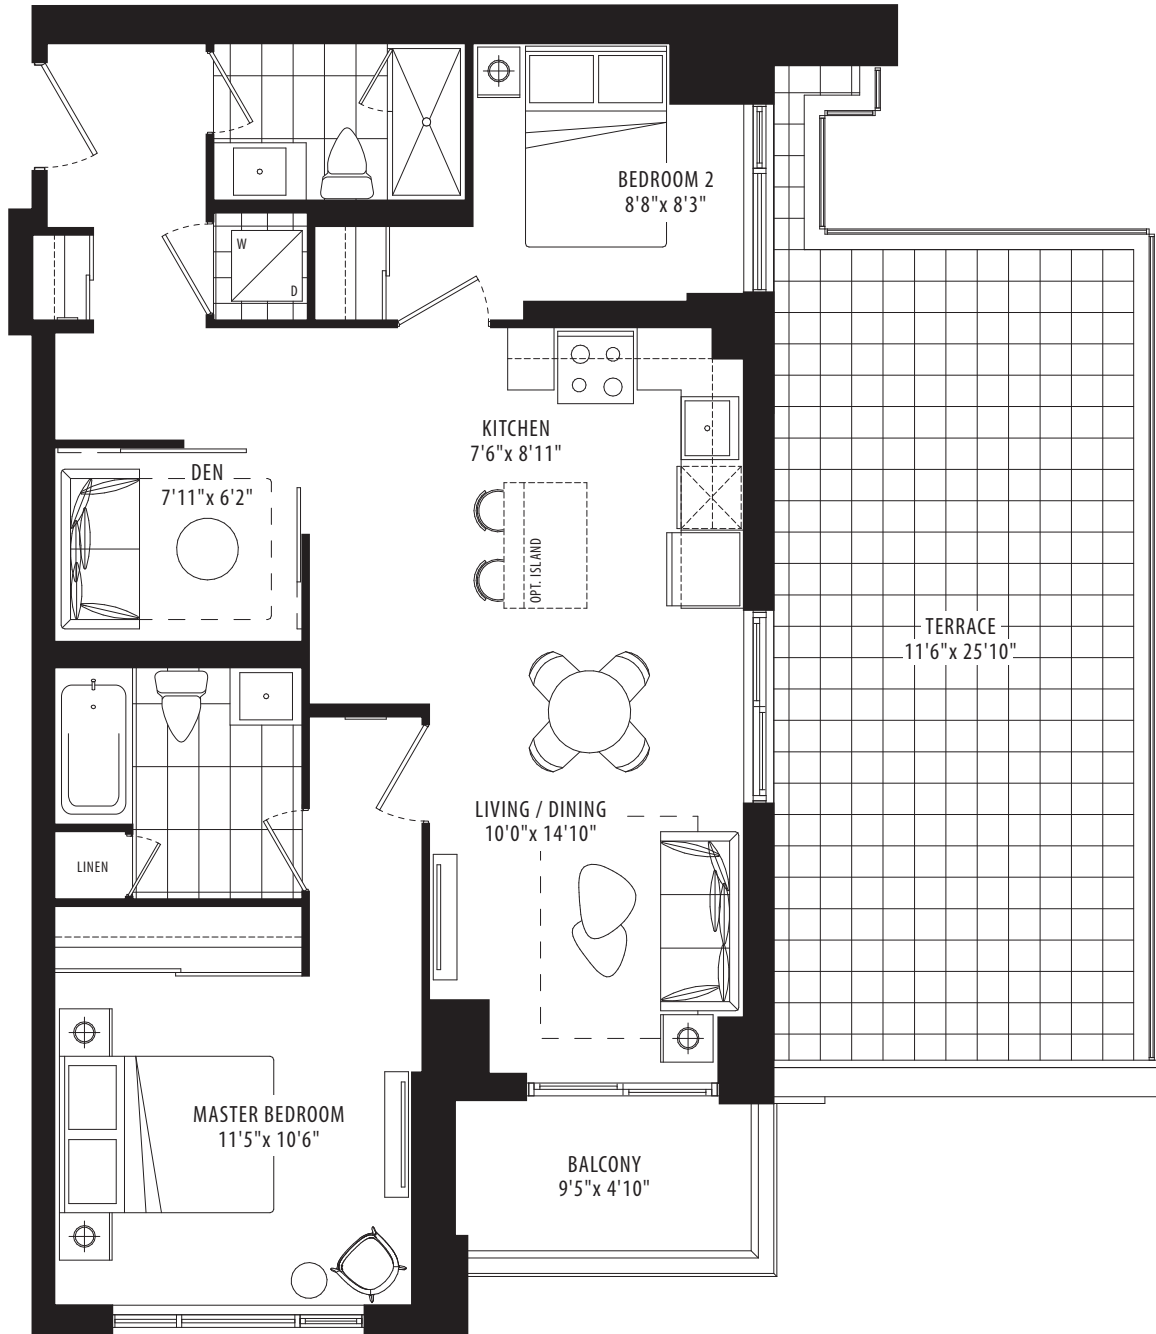 BEDROOM 2
8'8"x 8'3"
W
D
KITCHEN
7'6"x 8'11"
DEN
7'11"x 6'2"
OPT. ISLAND
TERRACE
11'6"x 25'10"
LIVING / DINING
10'0"x 14'10"
LINEN
MASTER BEDROOM
11'5"x 10'6"
BALCONY
9'5"x 4'10"